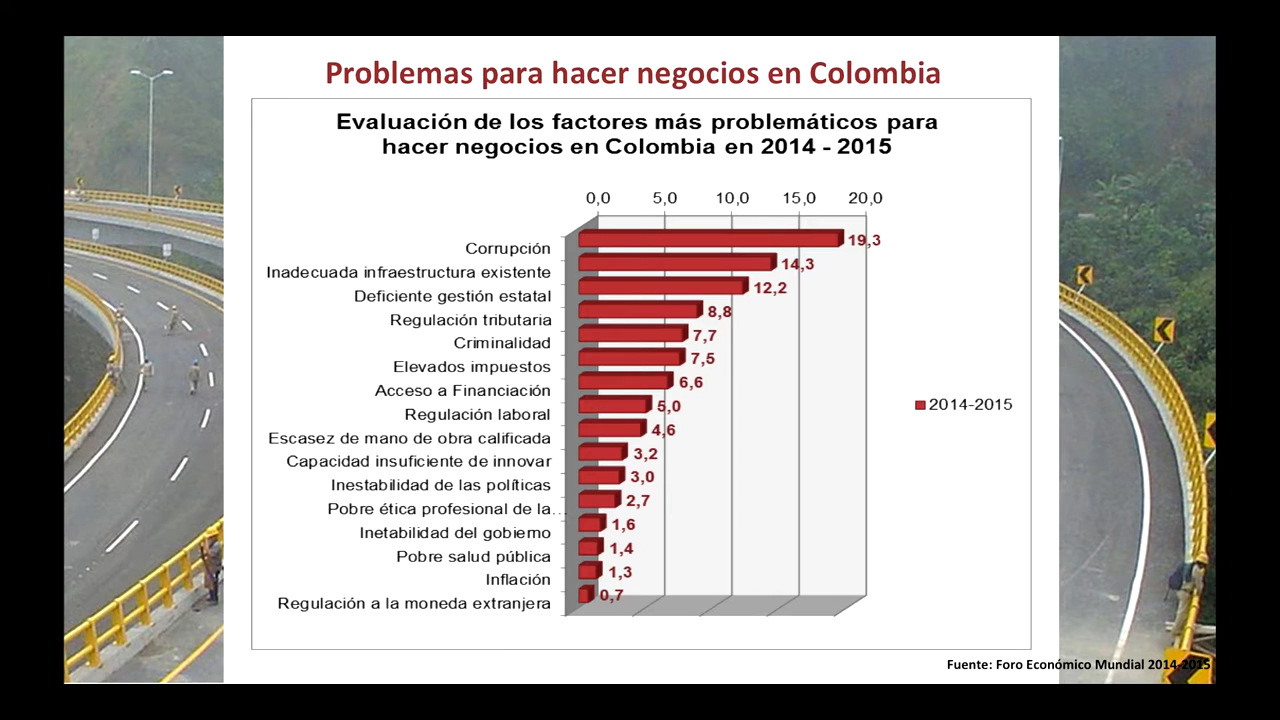 Problemas para hacer negocios en Colombia
Evaluación de los factores más problemáticos para
hacer negocios en Colombia en 2014 - 2015
0,0 5,0 10,0 15,0 20,0
Corrupción 19,3
Inadecuada infraestructura existente 14,3
Deficiente gestión estatal 12,2
Regulación tributaria 8,8
Criminalidad 7,7
Elevados impuestos 7,5
Acceso a Financiación 6,6
Regulación laboral 5,0
Escasez de mano de obra calificada 4,6
Capacidad insuficiente de innovar 3,2
Inestabilidad de las políticas 3,0
Pobre ética profesional de la... 2,7
Inetabilidad del gobierno 1,6
Pobre salud pública 1,4
Inflación 1,3
Regulación a la moneda extranjera 0,7
2014-2015
Fuente: Foro Económico Mundial 2014-2015